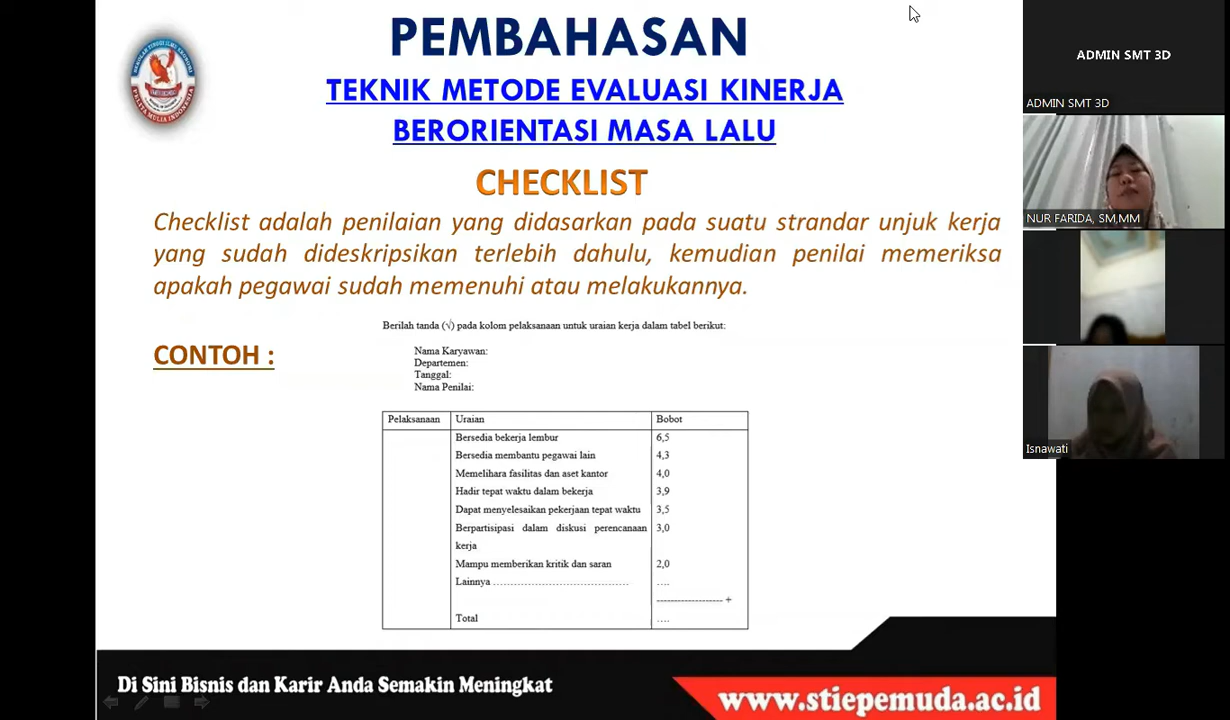 PEMBAHASAN
TEKNIK METODE EVALUASI KINERJA
BERORIENTASI MASA LALU
CHECKLIST
Checklist adalah penilaian yang didasarkan pada suatu strandar unjuk kerja
yang sudah dideskripsikan terlebih dahulu, kemudian penilai memeriksa
apakah pegawai sudah memenuhi atau melakukannya.
CONTOH :
Berilah tanda (√) pada kolom pelaksanaan untuk uraian kerja dalam tabel berikut:
Nama Karyawan:
Departemen:
Tanggal:
Nama Penilai:
Pelaksanaan Uraian Bobot
Bersedia bekerja lembur 6,5
Bersedia membantu pegawai lain 4,3
Memelihara fasilitas dan aset kantor 4,0
Hadir tepat waktu dalam bekerja 3,9
Dapat menyelesaikan pekerjaan tepat waktu 3,5
Berpartisipasi dalam diskusi perencanaan 3,0
kerja
Mampu memberikan kritik dan saran 2,0
Lainnya ........................................ ....
-------------------- +
Total ....
Di Sini Bisnis dan Karir Anda Semakin Meningkat
www.stiepemuda.ac.id
ADMIN SMT 3D
ADMIN SMT 3D
NUR FARIDA, SM,MM
Isnawati